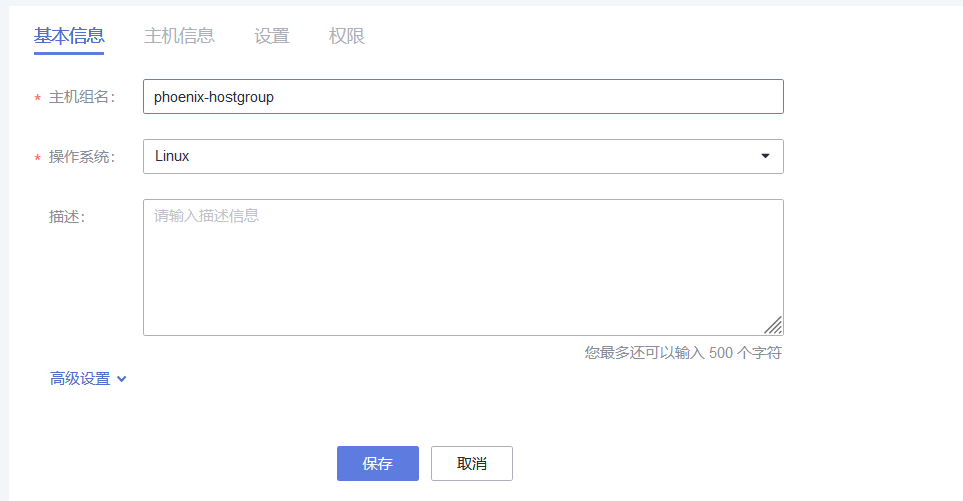 基本信息 主机信息 设置 权限
* 主机组名： phoenix-hostgroup
* 操作系统： Linux
描述： 请输入描述信息
您最多还可以输入 500 个字符
高级设置
保存 取消